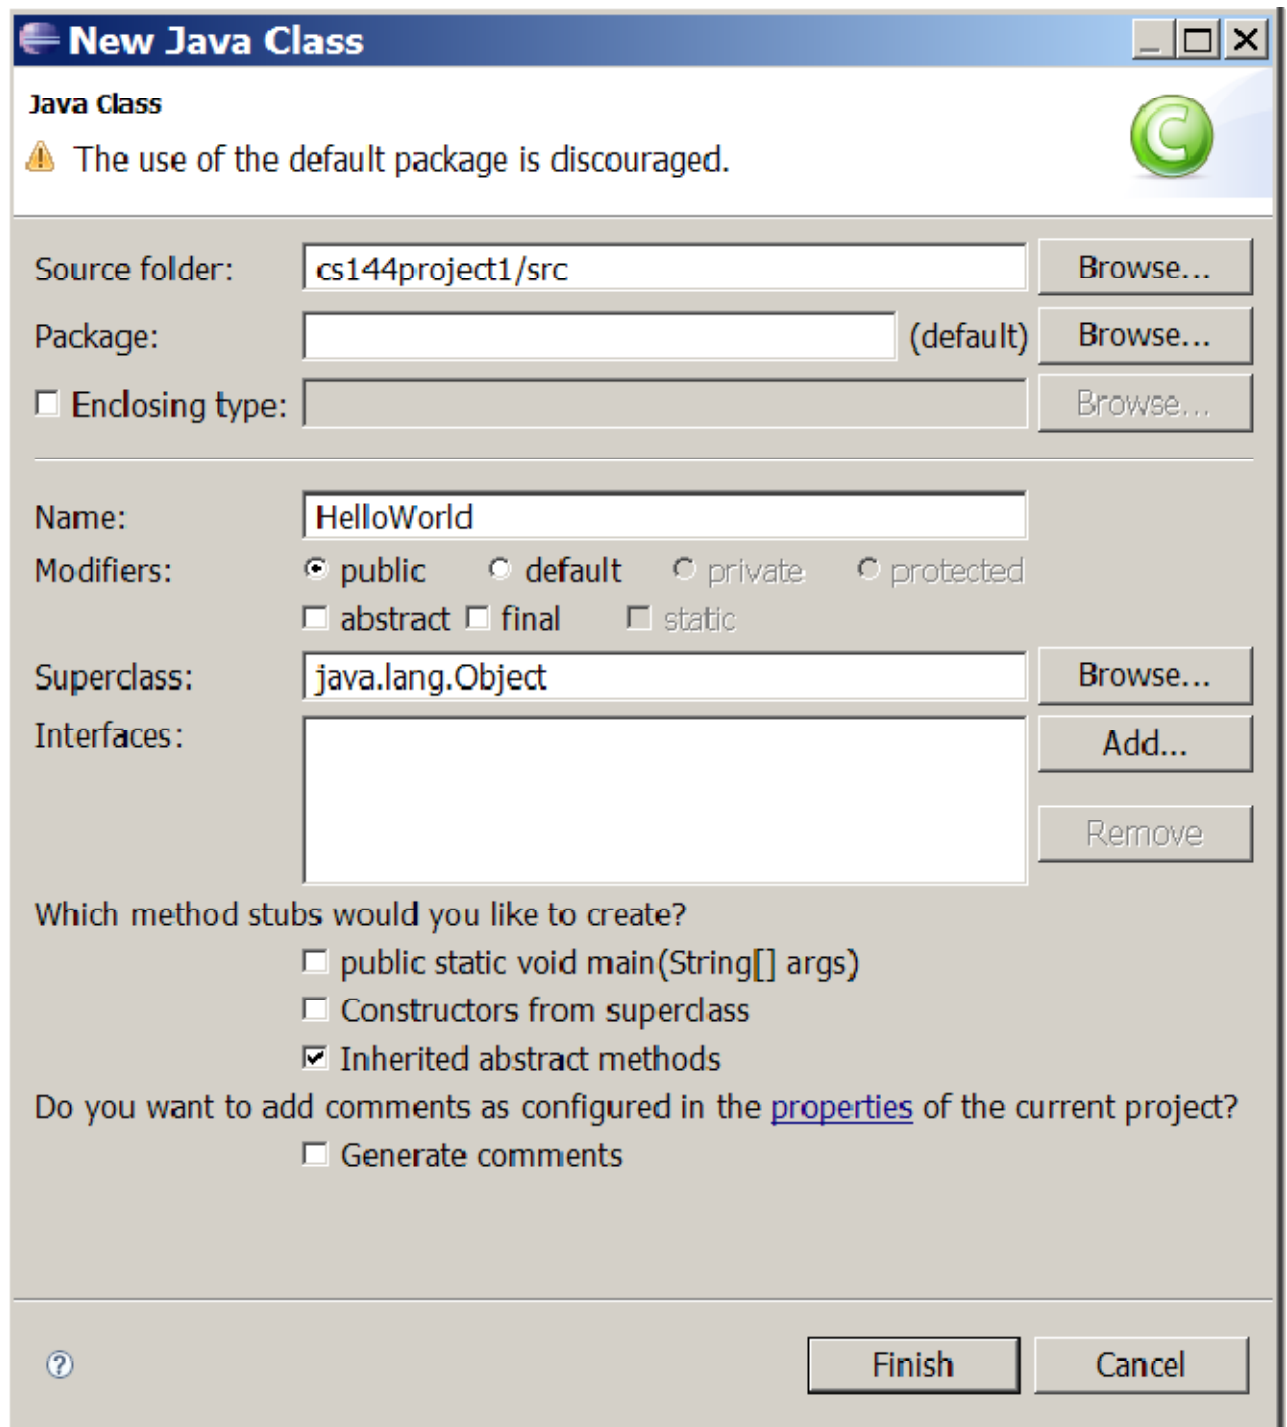 New Java Class
Java Class
The use of the default package is discouraged.
Source folder: cs144project1/src Browse...
Package: (default) Browse...
Enclosing type: Browse...
Name: HelloWorld
Modifiers: public default private protected
abstract final static
Superclass: java.lang.Object Browse...
Interfaces: Add...
Remove
Which method stubs would you like to create?
public static void main(String[] args)
Constructors from superclass
Inherited abstract methods
Do you want to add comments as configured in the properties of the current project?
Generate comments
? Finish Cancel